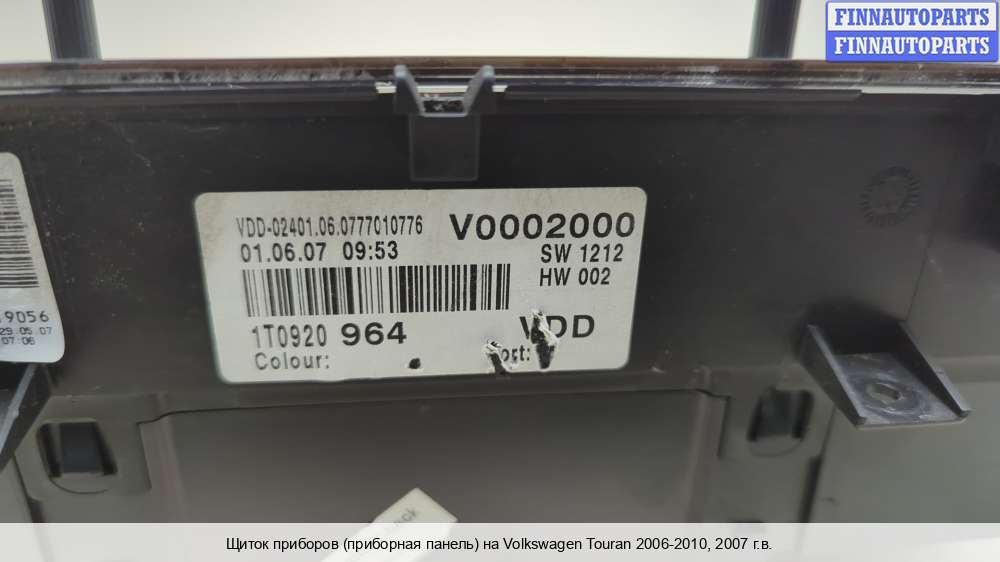 FINNAUTOPARTS
FINNAUTOPARTS
VDD-02401.06.0777010776
V0002000
01.06.07 09:53
SW 1212
HW 002
1T0920 964
VDD
Colour:
9056
29.05.07
07:06
Щиток приборов (приборная панель) на Volkswagen Touran 2006-2010, 2007 г.в.